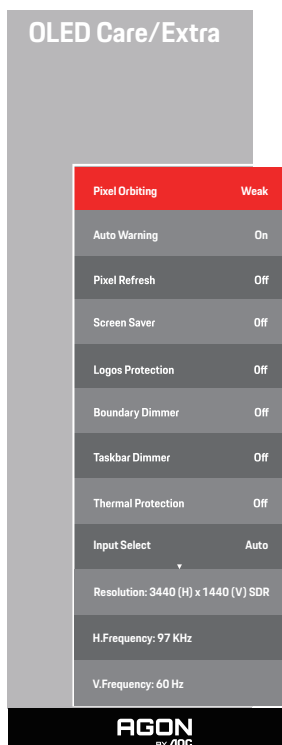 OLED Care/Extra
Pixel Orbiting Weak
Auto Warning On
Pixel Refresh Off
Screen Saver Off
Logos Protection Off
Boundary Dimmer Off
Taskbar Dimmer Off
Thermal Protection Off
Input Select Auto
Resolution: 3440 (H) x 1440 (V) SDR
H.Frequency: 97 KHz
V.Frequency: 60 Hz
AGON
BY AOC